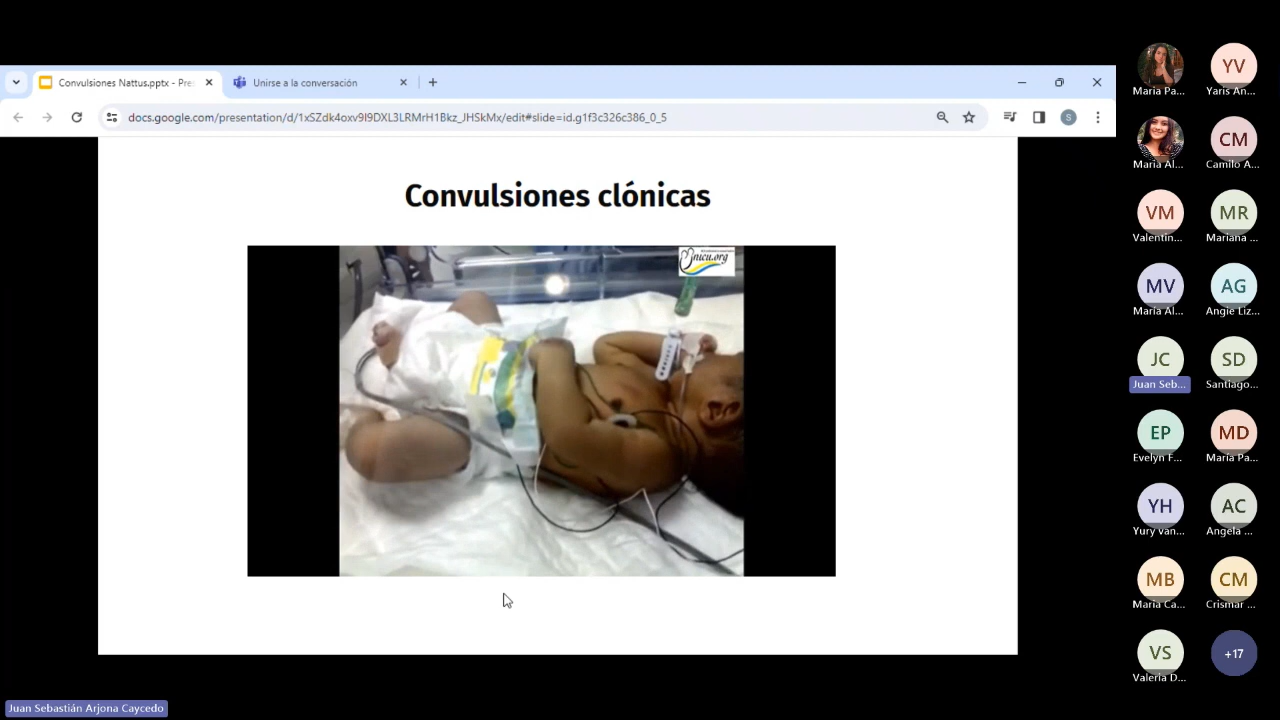 Convulsiones Nattus.pptx - Pre
Unirse a la conversación
docs.google.com/presentation/d/1xSZdk4oxv9I9DXL3LRMrH1Bkz_JHSkMx/edit#slide=id.g1f3c326c386_0_5
S
Convulsiones clónicas
nicu.org
Maria Pa...
YV
Yaris An...
Maria Al...
CM
Camilo A...
VM
Valentin...
MR
Mariana ...
MV
María Al...
AG
Angie Liz...
JC
Juan Seb...
SD
Santiago...
EP
Evelyn F...
MD
María Pa...
YH
Yury van...
AC
Angela ...
MB
Maria Ca...
CM
Crismar ...
VS
Valeria D...
+17
Juan Sebastián Arjona Caycedo